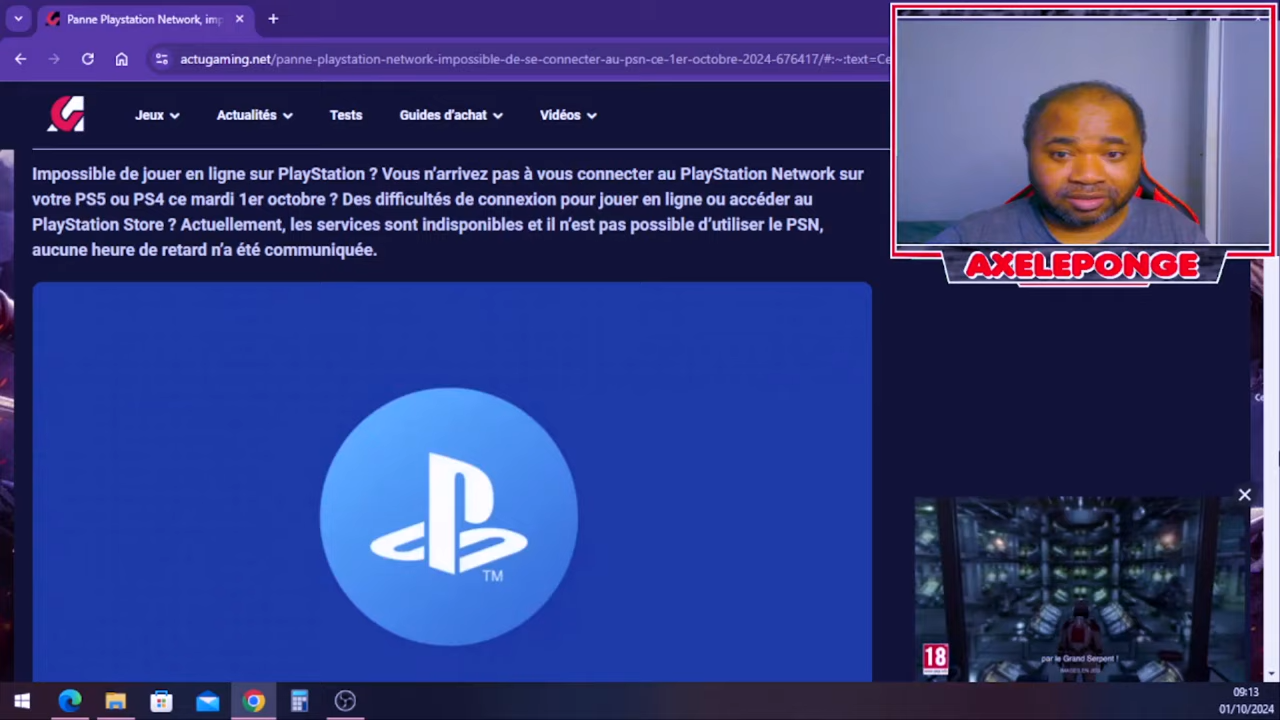 Panne Playstation Network, imp
actugaming.net/panne-playstation-network-impossible-de-se-connecter-au-psn-ce-1er-octobre-2024-676417/#:~:text=Ce
Jeux
Actualités
Tests
Guides d'achat
Vidéos
Impossible de jouer en ligne sur PlayStation ? Vous n'arrivez pas à vous connecter au PlayStation Network sur
votre PS5 ou PS4 ce mardi 1er octobre ? Des difficultés de connexion pour jouer en ligne ou accéder au
PlayStation Store ? Actuellement, les services sont indisponibles et il n'est pas possible d'utiliser le PSN,
aucune heure de retard n'a été communiquée.
AXELEPONGE
TM
18
par le Grand Serpent !
09:13
01/10/2024